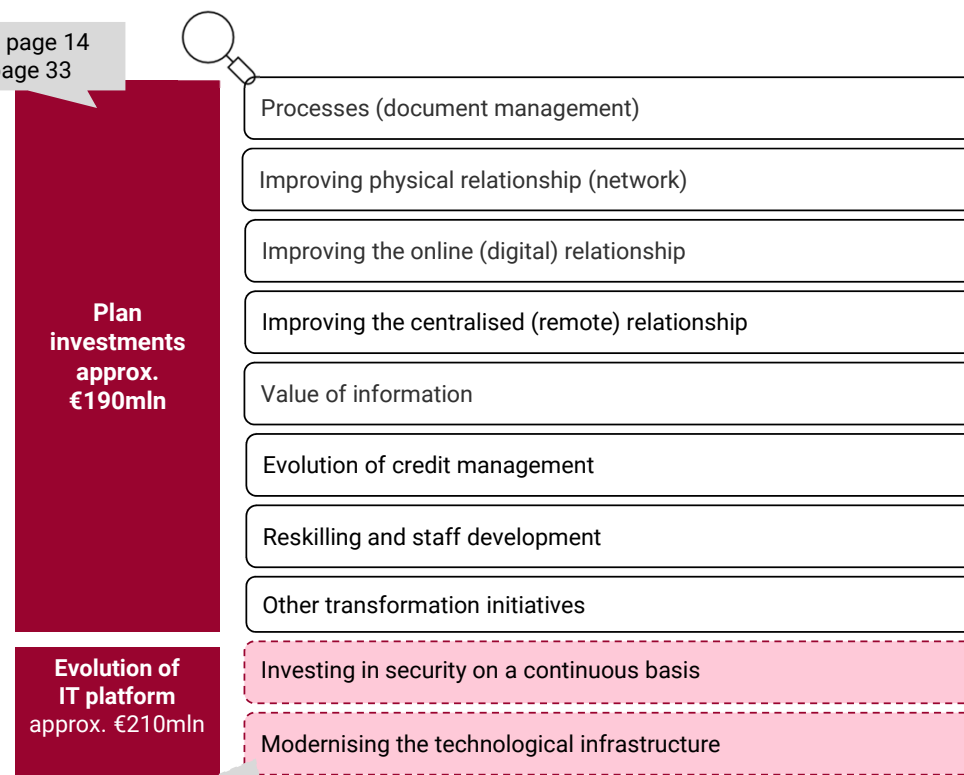 page 14
page 33
Processes (document management)
Improving physical relationship (network)
Improving the online (digital) relationship
Improving the centralised (remote) relationship
Value of information
Evolution of credit management
Reskilling and staff development
Other transformation initiatives
Plan
investments
approx.
€190mln
Evolution of
IT platform
approx. €210mln
Investing in security on a continuous basis
Modernising the technological infrastructure